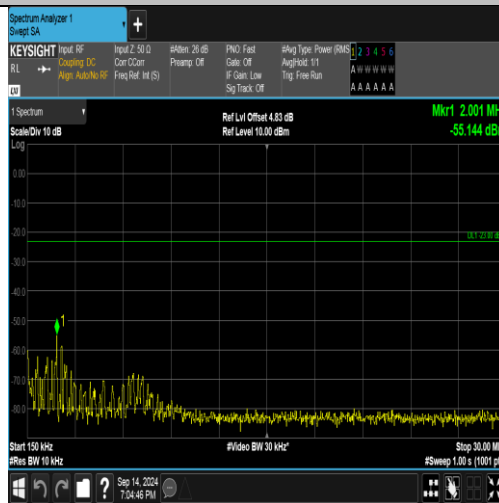 Spectrum Analyzer 1
Swept SA
+
KEYSIGHT Input: RF Input Z: 50 Ω #Atten: 26 dB PNO: Fast #Avg Type: Power (RMS 1 2 3 4 5 6
RL Coupling: DC Corr CCorr Preamp: Off Gate: Off Avg|Hold: 1/1 A W W W W W
Align: Auto/No RF Freq Ref: Int (S) IF Gain: Low Trig: Free Run
Sig Track: Off A A A A A A
1 Spectrum Ref Lvl Offset 4.83 dB Mkr1 2.001 MH
Scale/Div 10 dB Ref Level 10.00 dBm -55.144 dB
Log
0.00
-10.0
DL1 -23.00 dB
-20.0
-30.0
-40.0
-50.0
1
-60.0
-70.0
-80.0
Start 150 kHz #Video BW 30 kHz* Stop 30.00 M
#Res BW 10 kHz #Sweep 1.00 s (1001 pt
? Sep 14, 2024
7:04:46 PM